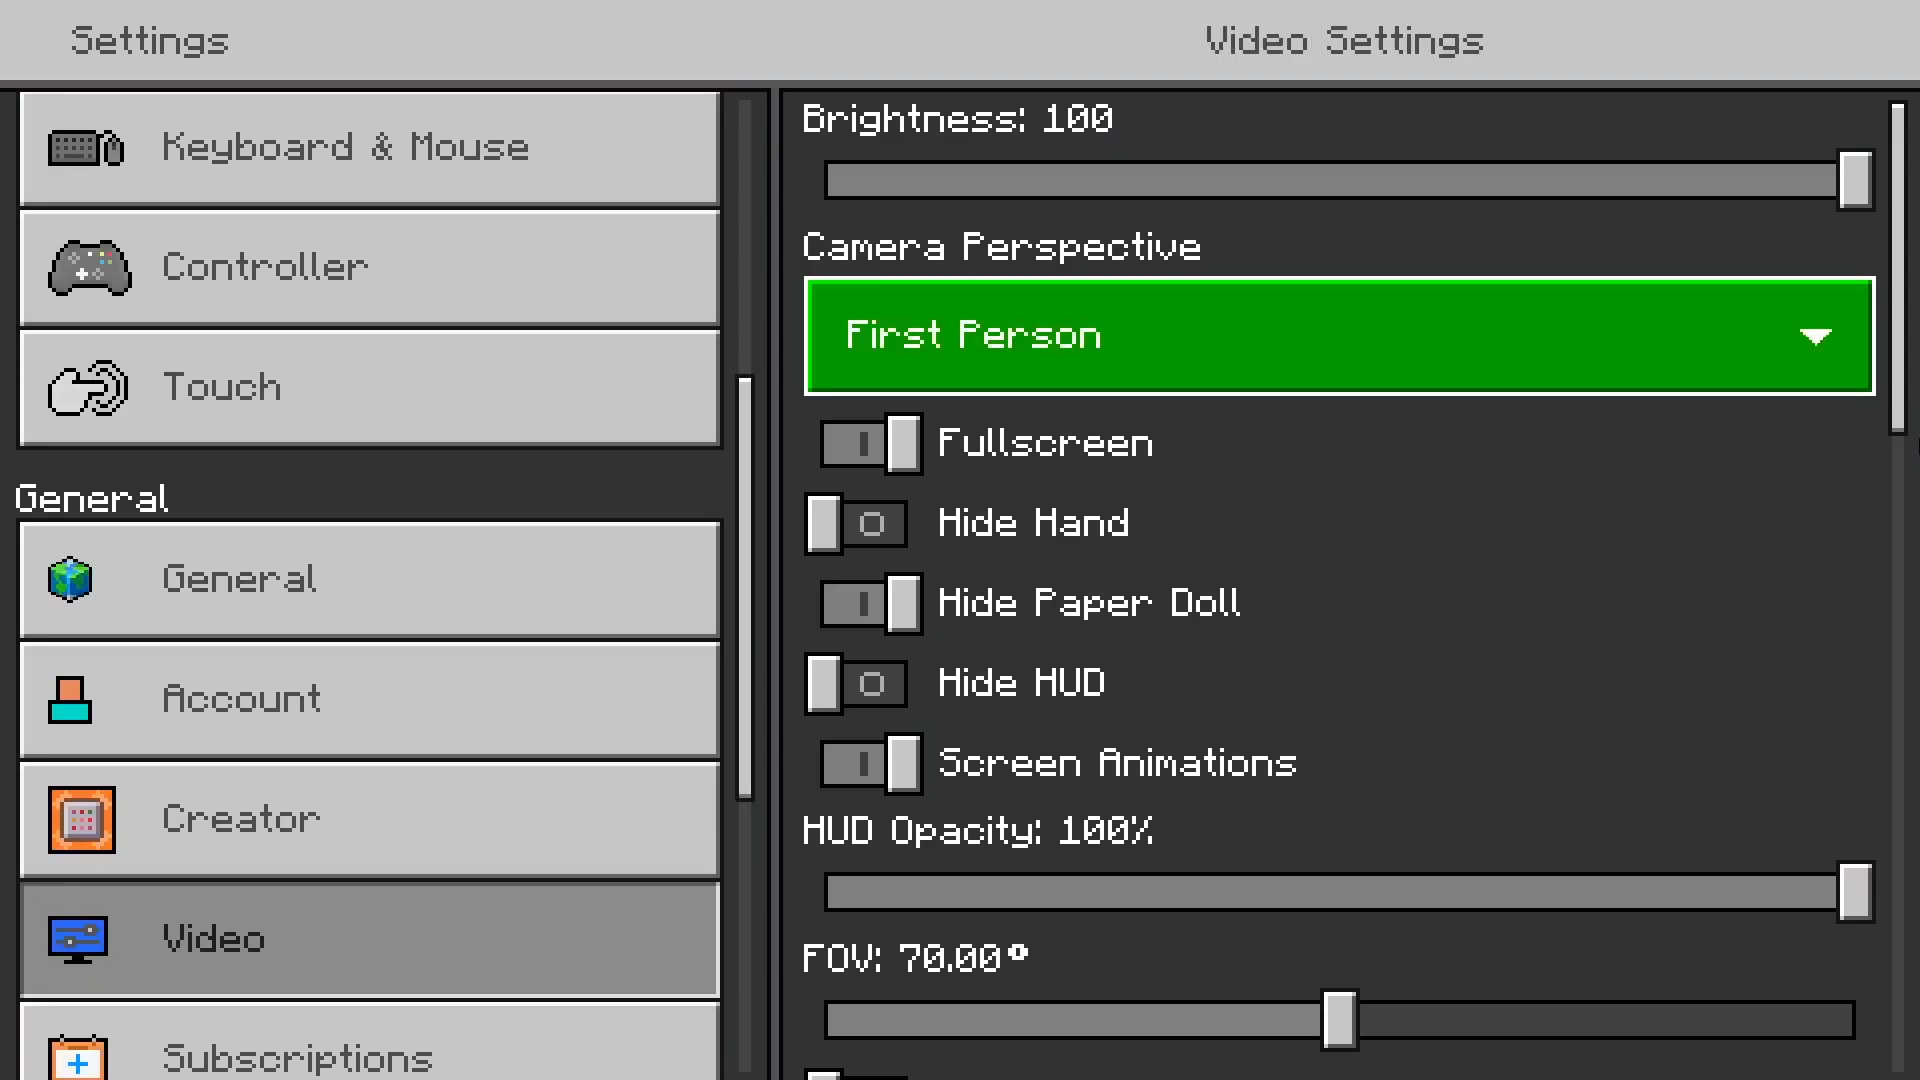 Settings
Video Settings
Keyboard & Mouse
Controller
Touch
General
General
Account
Creator
Video
Subscriptions
Brightness: 100
Camera Perspective
First Person
Fullscreen
Hide Hand
Hide Paper Doll
Hide HUD
Screen Animations
HUD Opacity: 100%
FOV: 70.00°